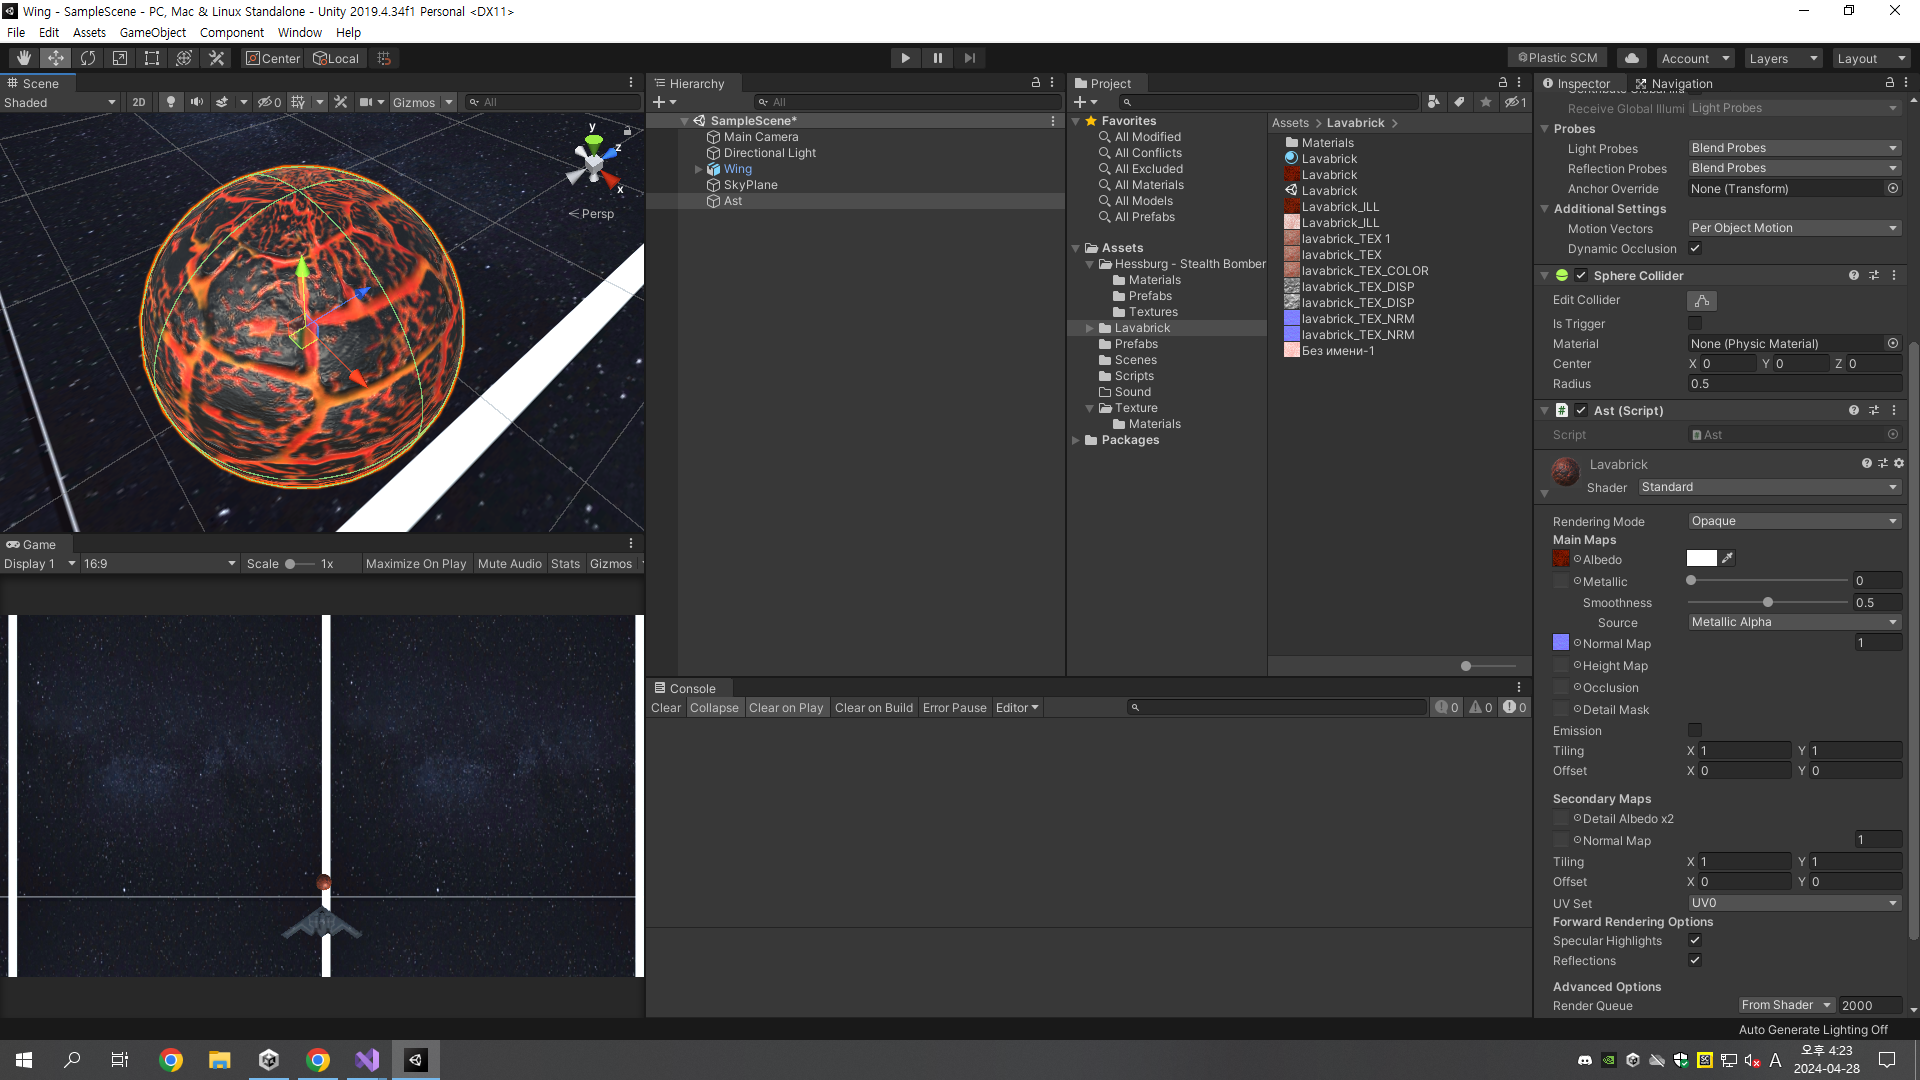 Wing - SampleScene - PC, Mac & Linux Standalone - Unity 2019.4.34f1 Personal <DX11>
File Edit Assets GameObject Component Window Help
Center Local Plastic SCM Account Layers Layout
Scene
Shaded 2D 0 Gizmos All
y
z
x
Persp
Game
Display 1 16:9 Scale 1x Maximize On Play Mute Audio Stats Gizmos
Hierarchy
All
SampleScene*
Main Camera
Directional Light
Wing
SkyPlane
Ast
Project
1
Favorites
All Modified
All Conflicts
All Excluded
All Materials
All Models
All Prefabs
Assets
Hessburg - Stealth Bomber
Materials
Prefabs
Textures
Lavabrick
Prefabs
Scenes
Scripts
Sound
Texture
Materials
Packages
Assets > Lavabrick >
Materials
Lavabrick
Lavabrick
Lavabrick
Lavabrick_ILL
Lavabrick_ILL
lavabrick_TEX 1
lavabrick_TEX
lavabrick_TEX_COLOR
lavabrick_TEX_DISP
lavabrick_TEX_DISP
lavabrick_TEX_NRM
lavabrick_TEX_NRM
Без имени-1
Console
Clear Collapse Clear on Play Clear on Build Error Pause Editor 0 0 0
Inspector Navigation
Receive Global Illumi Light Probes
Probes
Light Probes Blend Probes
Reflection Probes Blend Probes
Anchor Override None (Transform)
Additional Settings
Motion Vectors Per Object Motion
Dynamic Occlusion
Sphere Collider
Edit Collider
Is Trigger
Material None (Physic Material)
Center X 0 Y 0 Z 0
Radius 0.5
Ast (Script)
Script Ast
Lavabrick
Shader Standard
Rendering Mode Opaque
Main Maps
Albedo
Metallic 0
Smoothness 0.5
Source Metallic Alpha
Normal Map 1
Height Map
Occlusion
Detail Mask
Emission
Tiling X 1 Y 1
Offset X 0 Y 0
Secondary Maps
Detail Albedo x2
Normal Map 1
Tiling X 1 Y 1
Offset X 0 Y 0
UV Set UV0
Forward Rendering Options
Specular Highlights
Reflections
Advanced Options
Render Queue From Shader 2000
Auto Generate Lighting Off
A 오후 4:23
2024-04-28